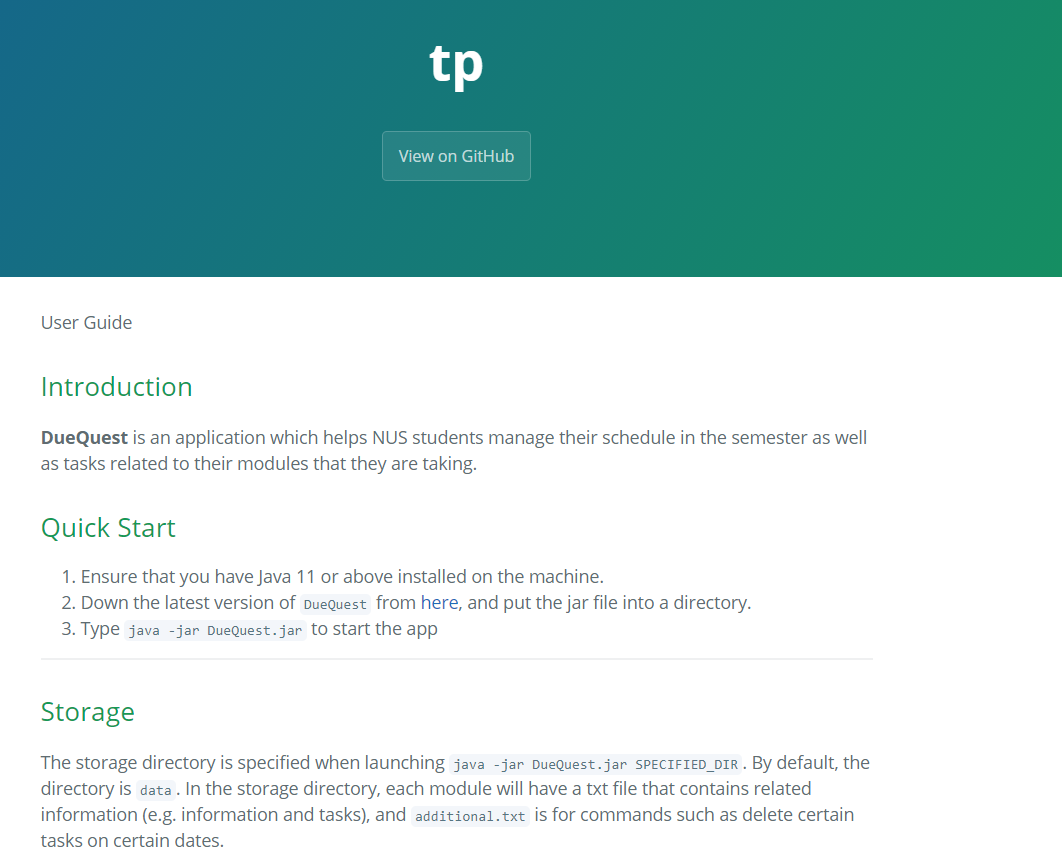 tp
View on GitHub
User Guide
Introduction
DueQuest is an application which helps NUS students manage their schedule in the semester as well
as tasks related to their modules that they are taking.
Quick Start
1. Ensure that you have Java 11 or above installed on the machine.
2. Down the latest version of DueQuest from here, and put the jar file into a directory.
3. Type java -jar DueQuest.jar to start the app
Storage
The storage directory is specified when launching java -jar DueQuest.jar SPECIFIED_DIR. By default, the
directory is data. In the storage directory, each module will have a txt file that contains related
information (e.g. information and tasks), and additional.txt is for commands such as delete certain
tasks on certain dates.